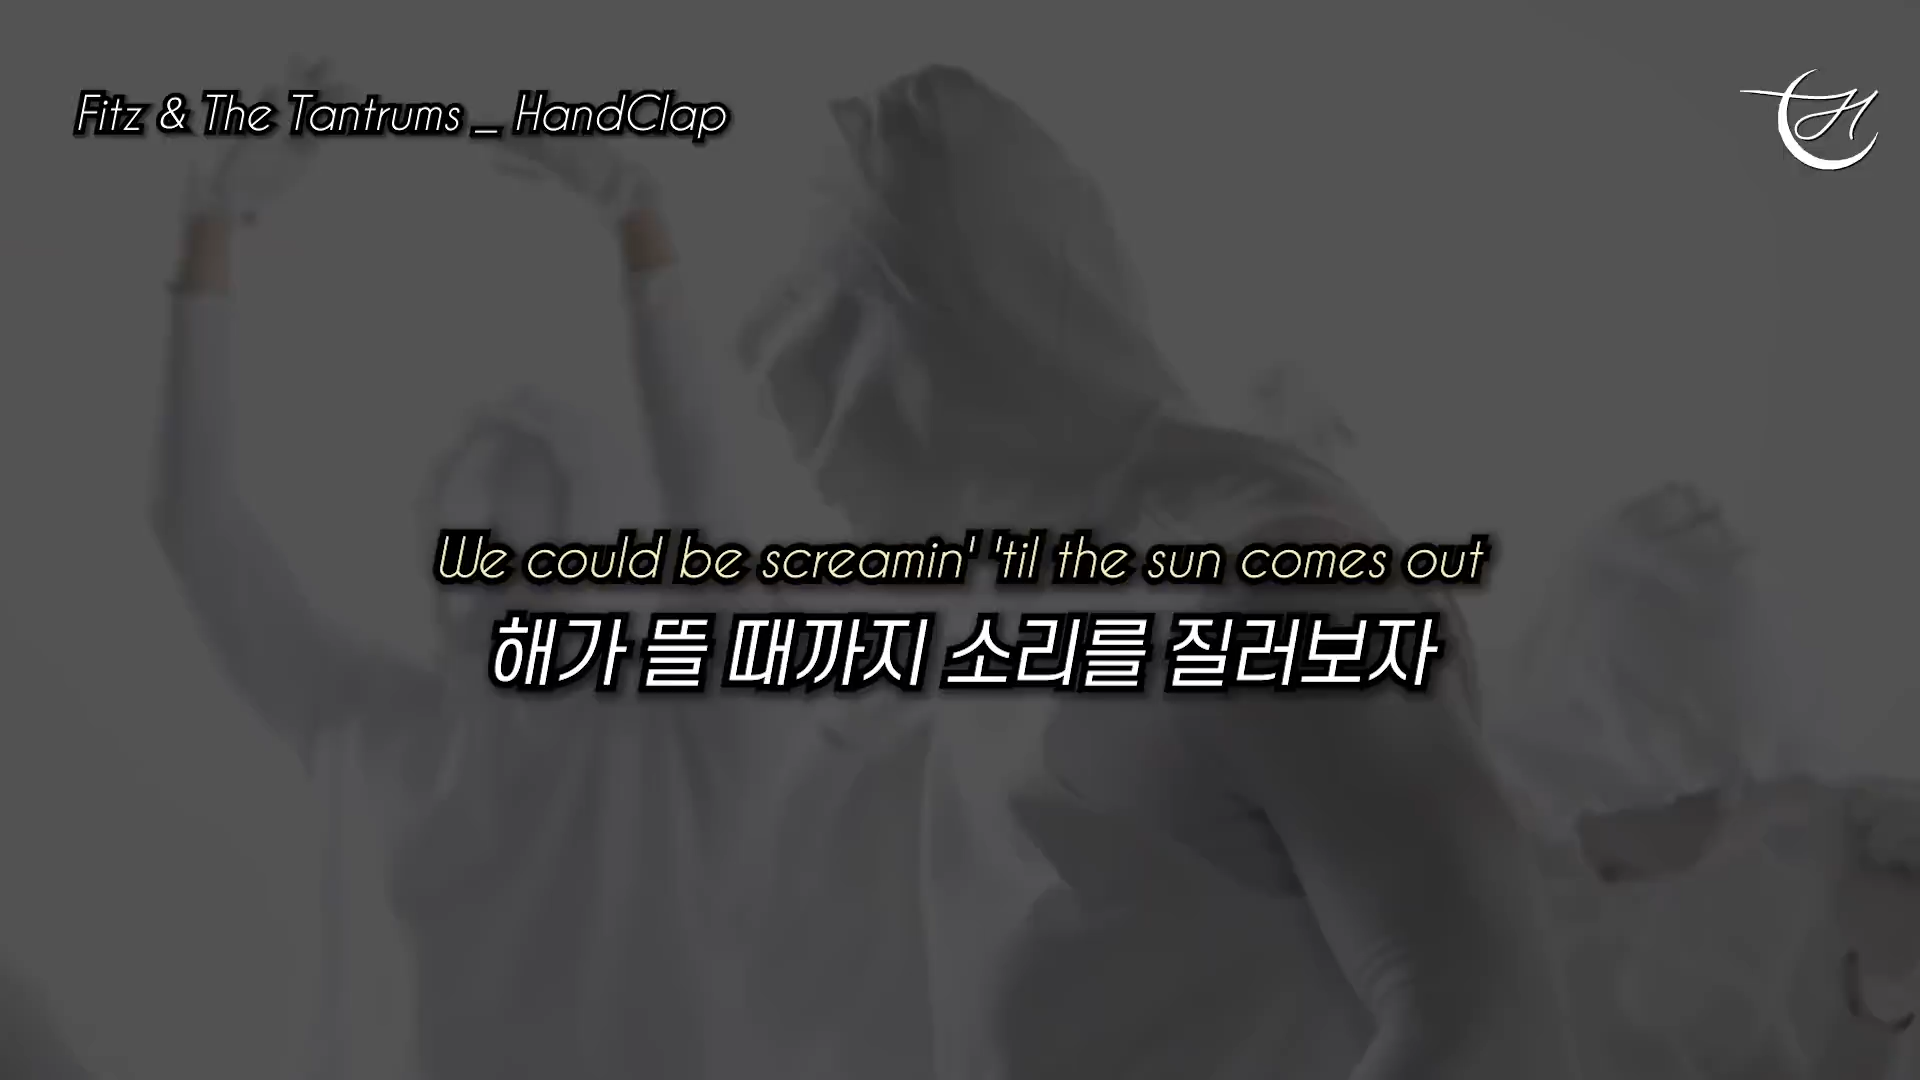 Fitz & The Tantrums _ HandClap
We could be screamin' 'til the sun comes out
해가 뜰 때까지 소리를 질러보자